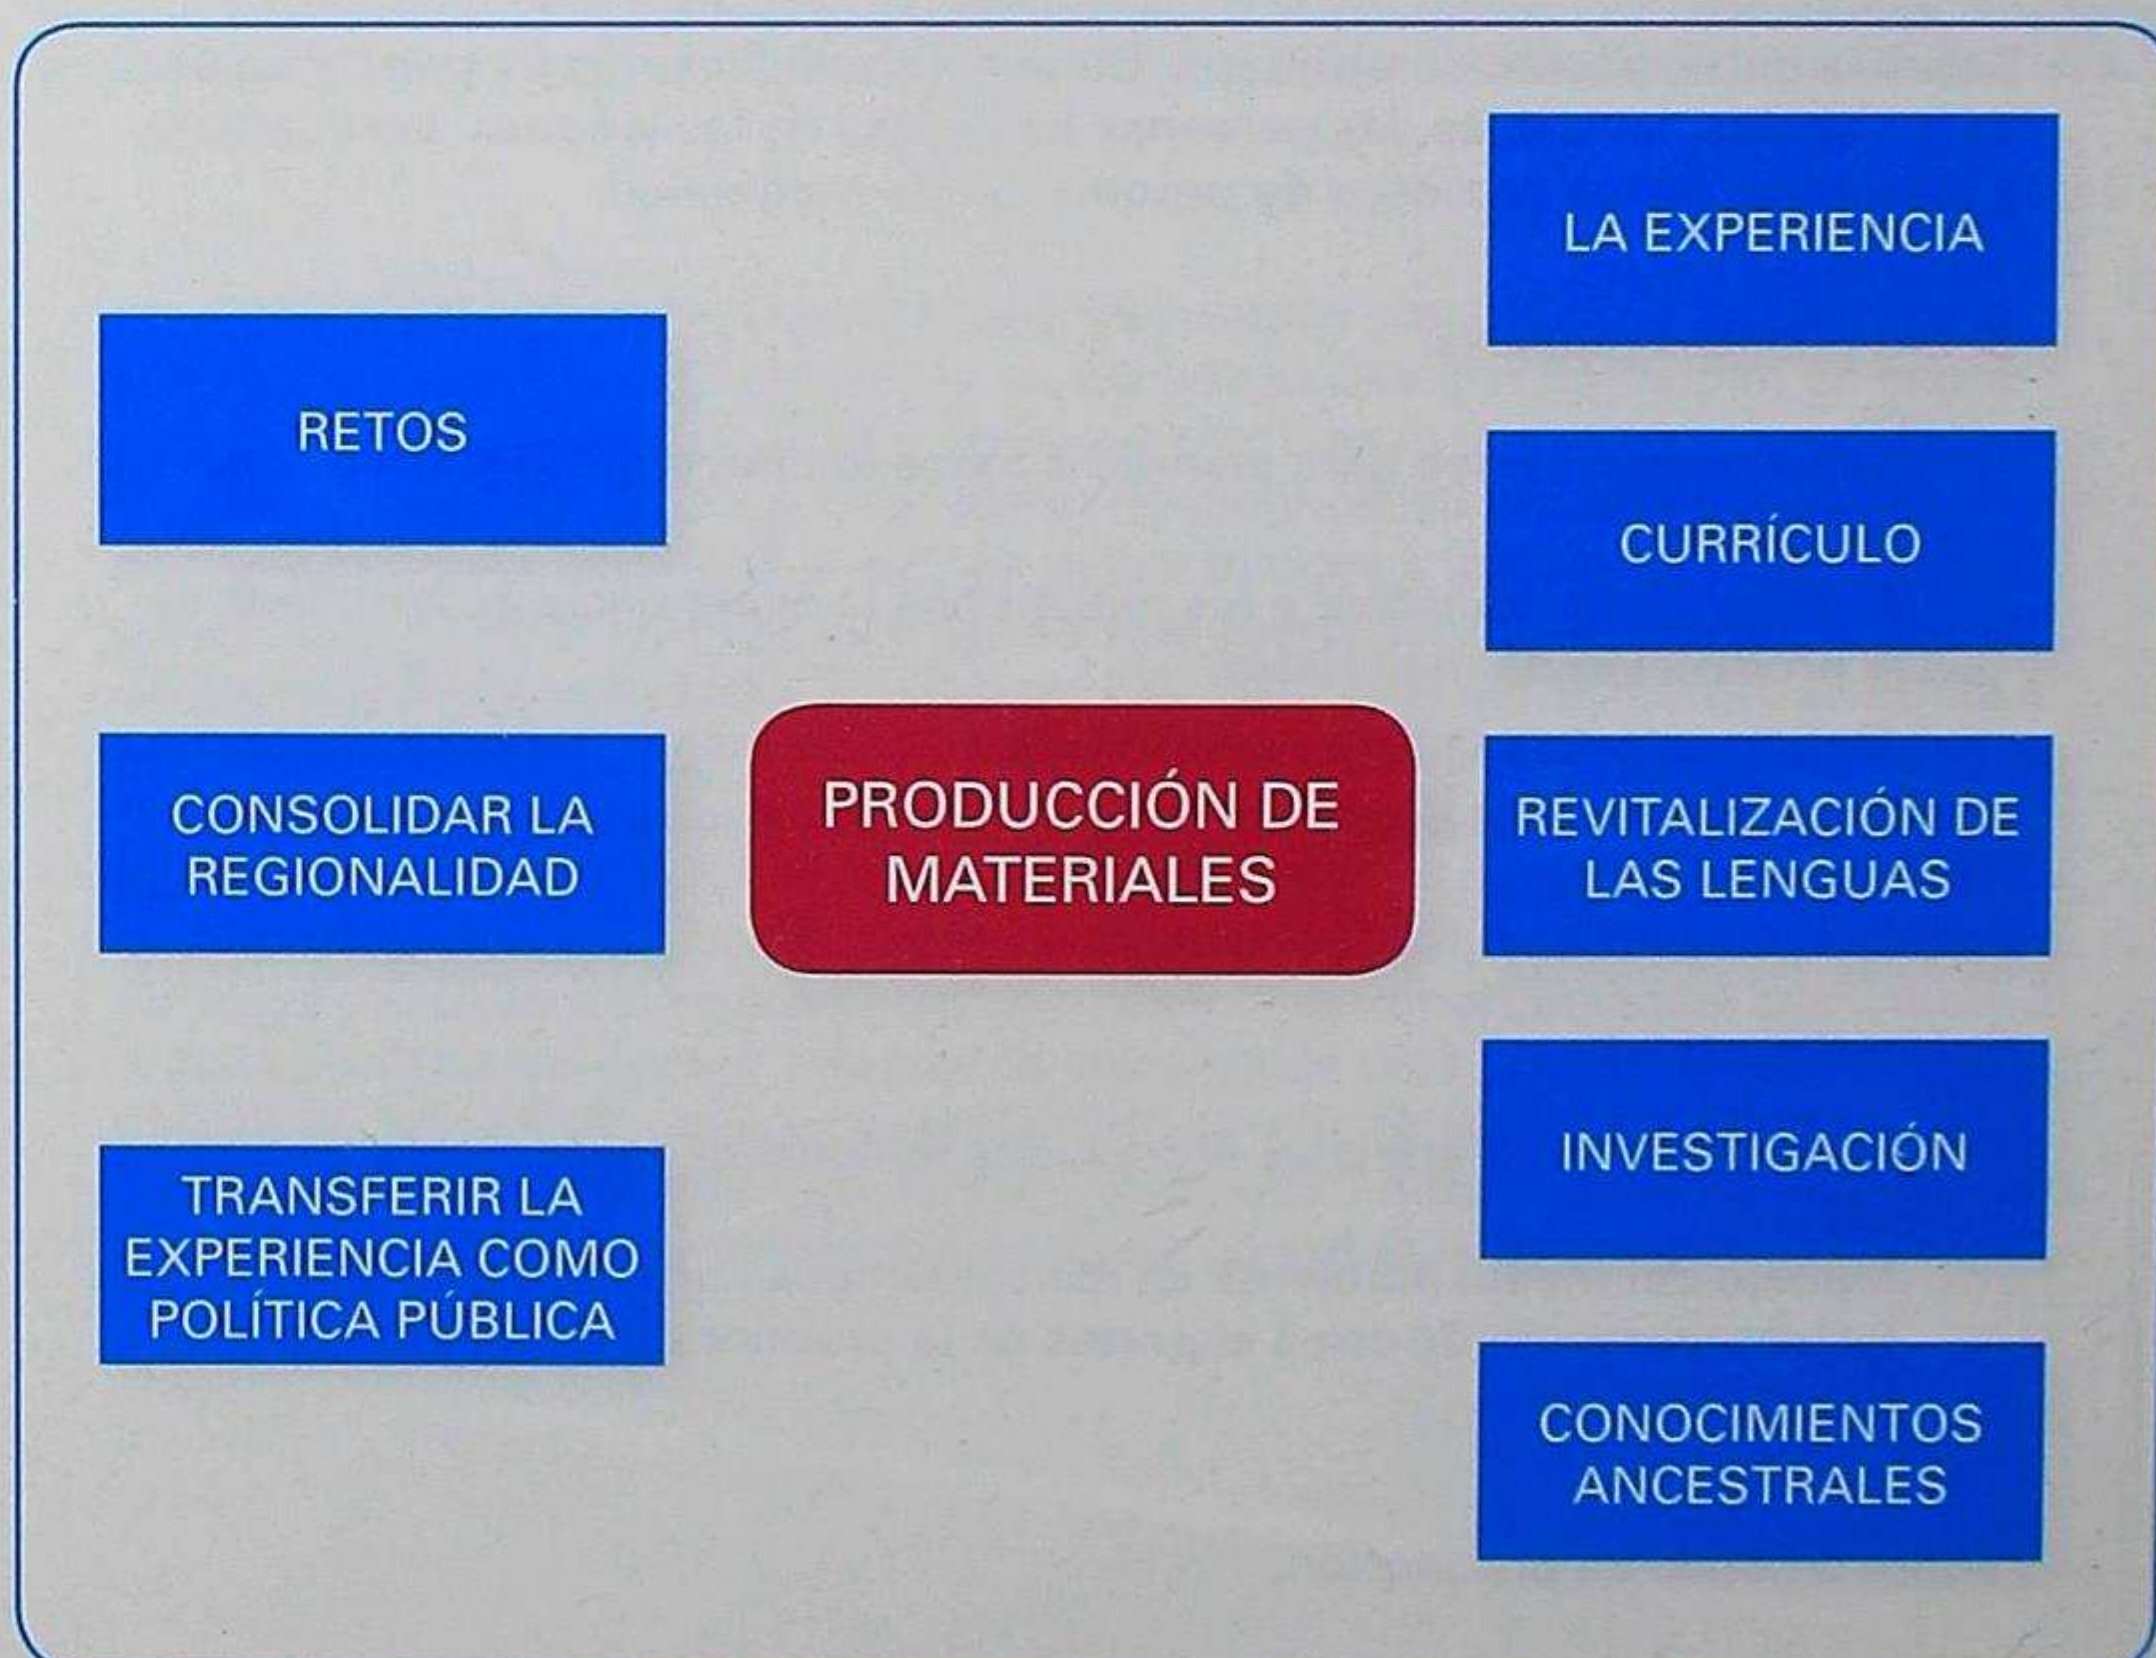 RETOS
CONSOLIDAR LA
REGIONALIDAD
TRANSFERIR LA
EXPERIENCIA COMO
POLÍTICA PÚBLICA
PRODUCCIÓN DE
MATERIALES
LA EXPERIENCIA
CURRÍCULO
REVITALIZACIÓN DE
LAS LENGUAS
INVESTIGACIÓN
CONOCIMIENTOS
ANCESTRALES